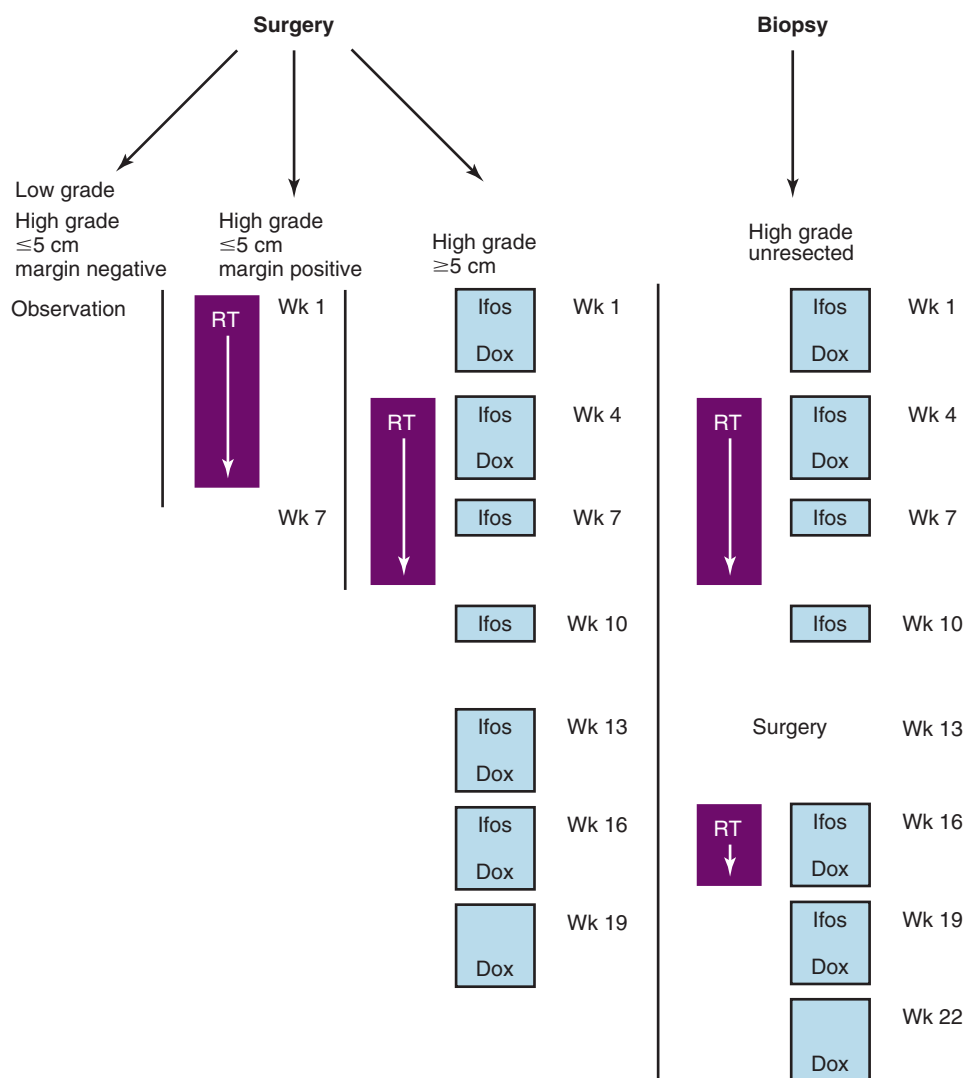 Surgery
Biopsy
Low grade
High grade
≤5 cm
margin negative
Observation
High grade
≤5 cm
margin positive
RT
Wk 1
Wk 7
High grade
≥5 cm
Ifos
Dox
Wk 1
RT
Ifos
Dox
Wk 4
Ifos
Wk 7
Ifos
Wk 10
Ifos
Dox
Wk 13
Ifos
Dox
Wk 16
Dox
Wk 19
High grade
unresected
Ifos
Dox
Wk 1
RT
Ifos
Dox
Wk 4
Ifos
Wk 7
Ifos
Wk 10
Surgery
Wk 13
RT
Ifos
Dox
Wk 16
Ifos
Dox
Wk 19
Dox
Wk 22